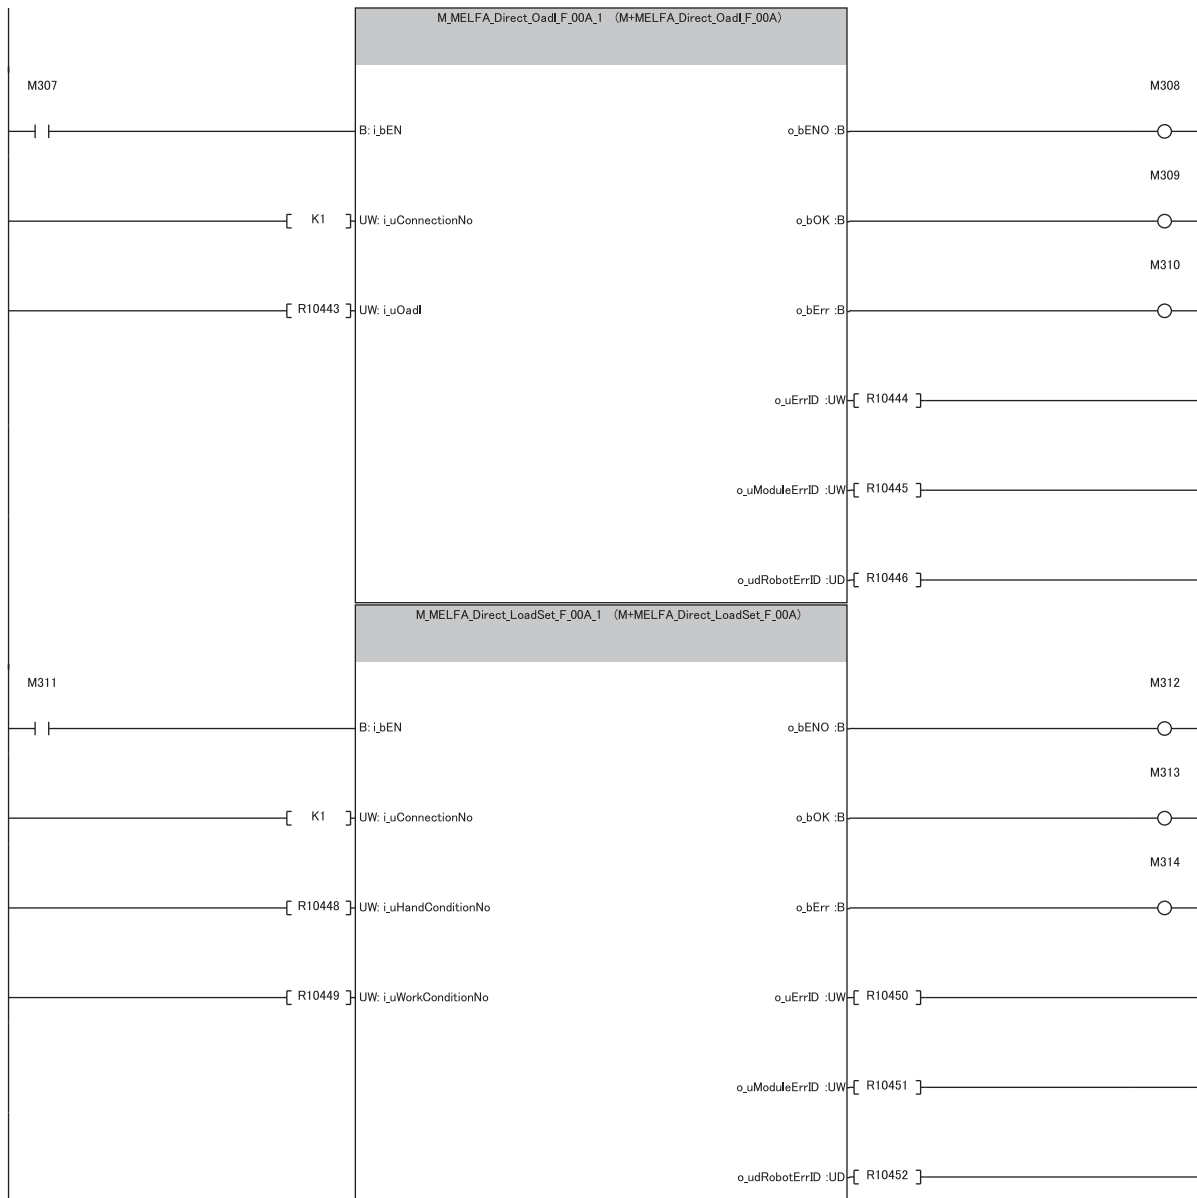 M_MELFA_Direct_Oadl_F_00A_1 (M+MELFA_Direct_Oadl_F_00A)
M307
M308
B: i_bEN
o_bENO :B
M309
K1
UW: i_uConnectionNo
o_bOK :B
M310
R10443
UW: i_uOadl
o_bErr :B
o_uErrID :UW
R10444
o_uModuleErrID :UW
R10445
o_udRobotErrID :UD
R10446
M_MELFA_Direct_LoadSet_F_00A_1 (M+MELFA_Direct_LoadSet_F_00A)
M311
M312
B: i_bEN
o_bENO :B
M313
K1
UW: i_uConnectionNo
o_bOK :B
M314
R10448
UW: i_uHandConditionNo
o_bErr :B
R10449
UW: i_uWorkConditionNo
o_uErrID :UW
R10450
o_uModuleErrID :UW
R10451
o_udRobotErrID :UD
R10452